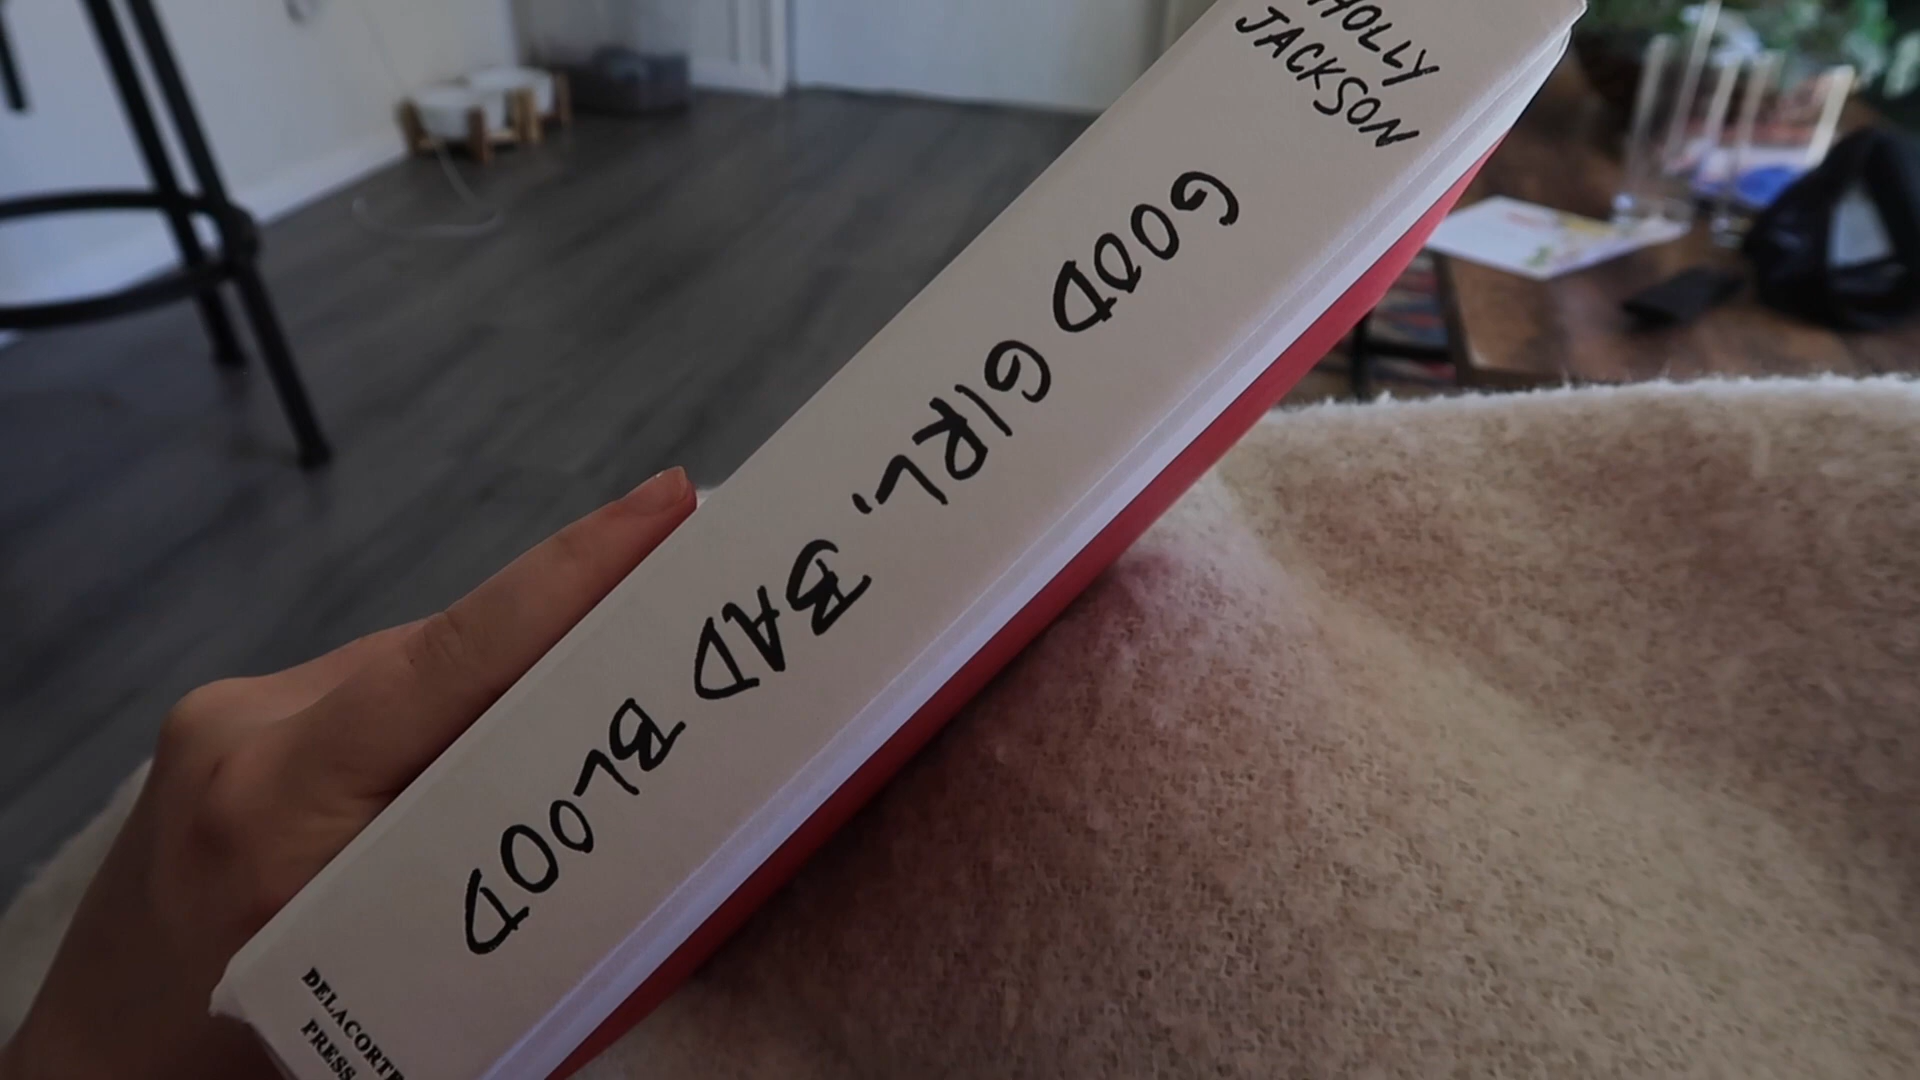 HOLLY
JACKSON
GOOD GIRL, BAD BLOOD
DELACORTE
PRESS